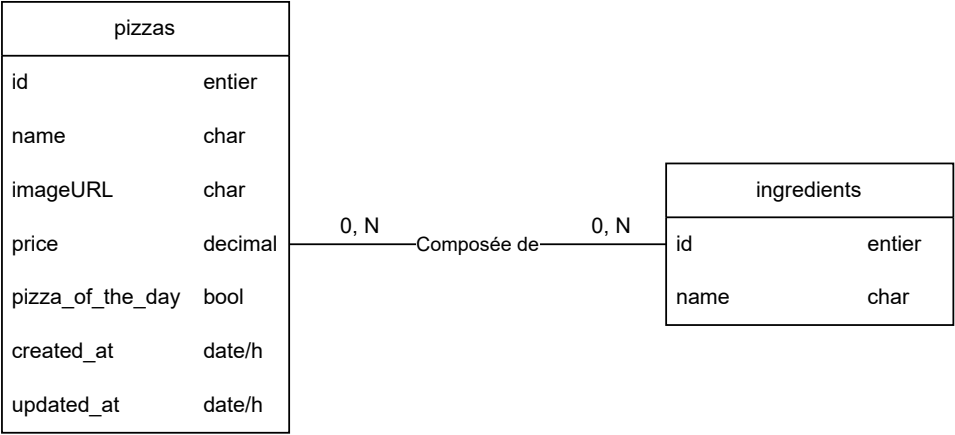 pizzas
id entier
name char
imageURL char
price decimal
pizza_of_the_day bool
created_at date/h
updated_at date/h
0, N
Composée de
0, N
ingredients
id entier
name char